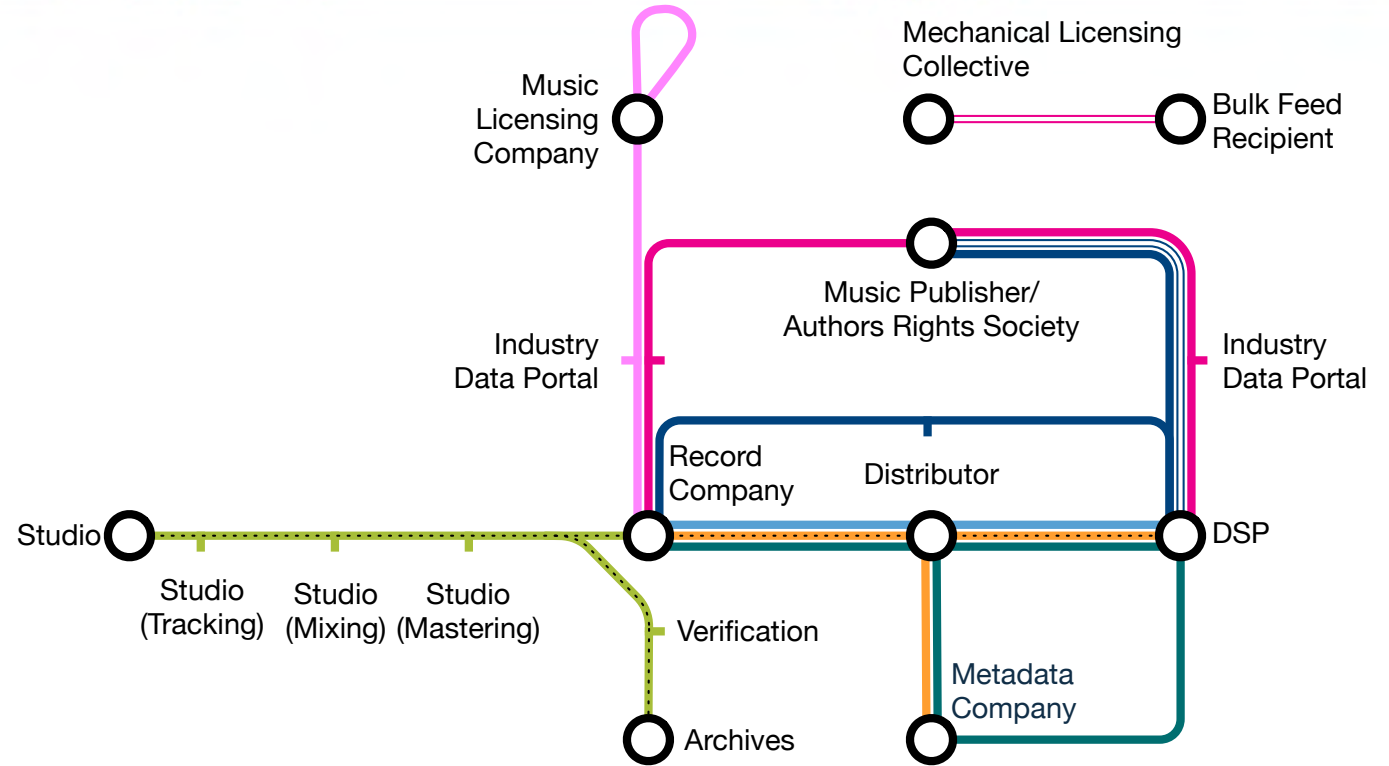 Mechanical Licensing
Collective
Music
Licensing
Company
Bulk Feed
Recipient
Music Publisher/
Authors Rights Society
Industry
Data Portal
Industry
Data Portal
Record
Company
Distributor
Studio
DSP
Studio
(Tracking)
Studio
(Mixing)
Studio
(Mastering)
Verification
Metadata
Company
Archives